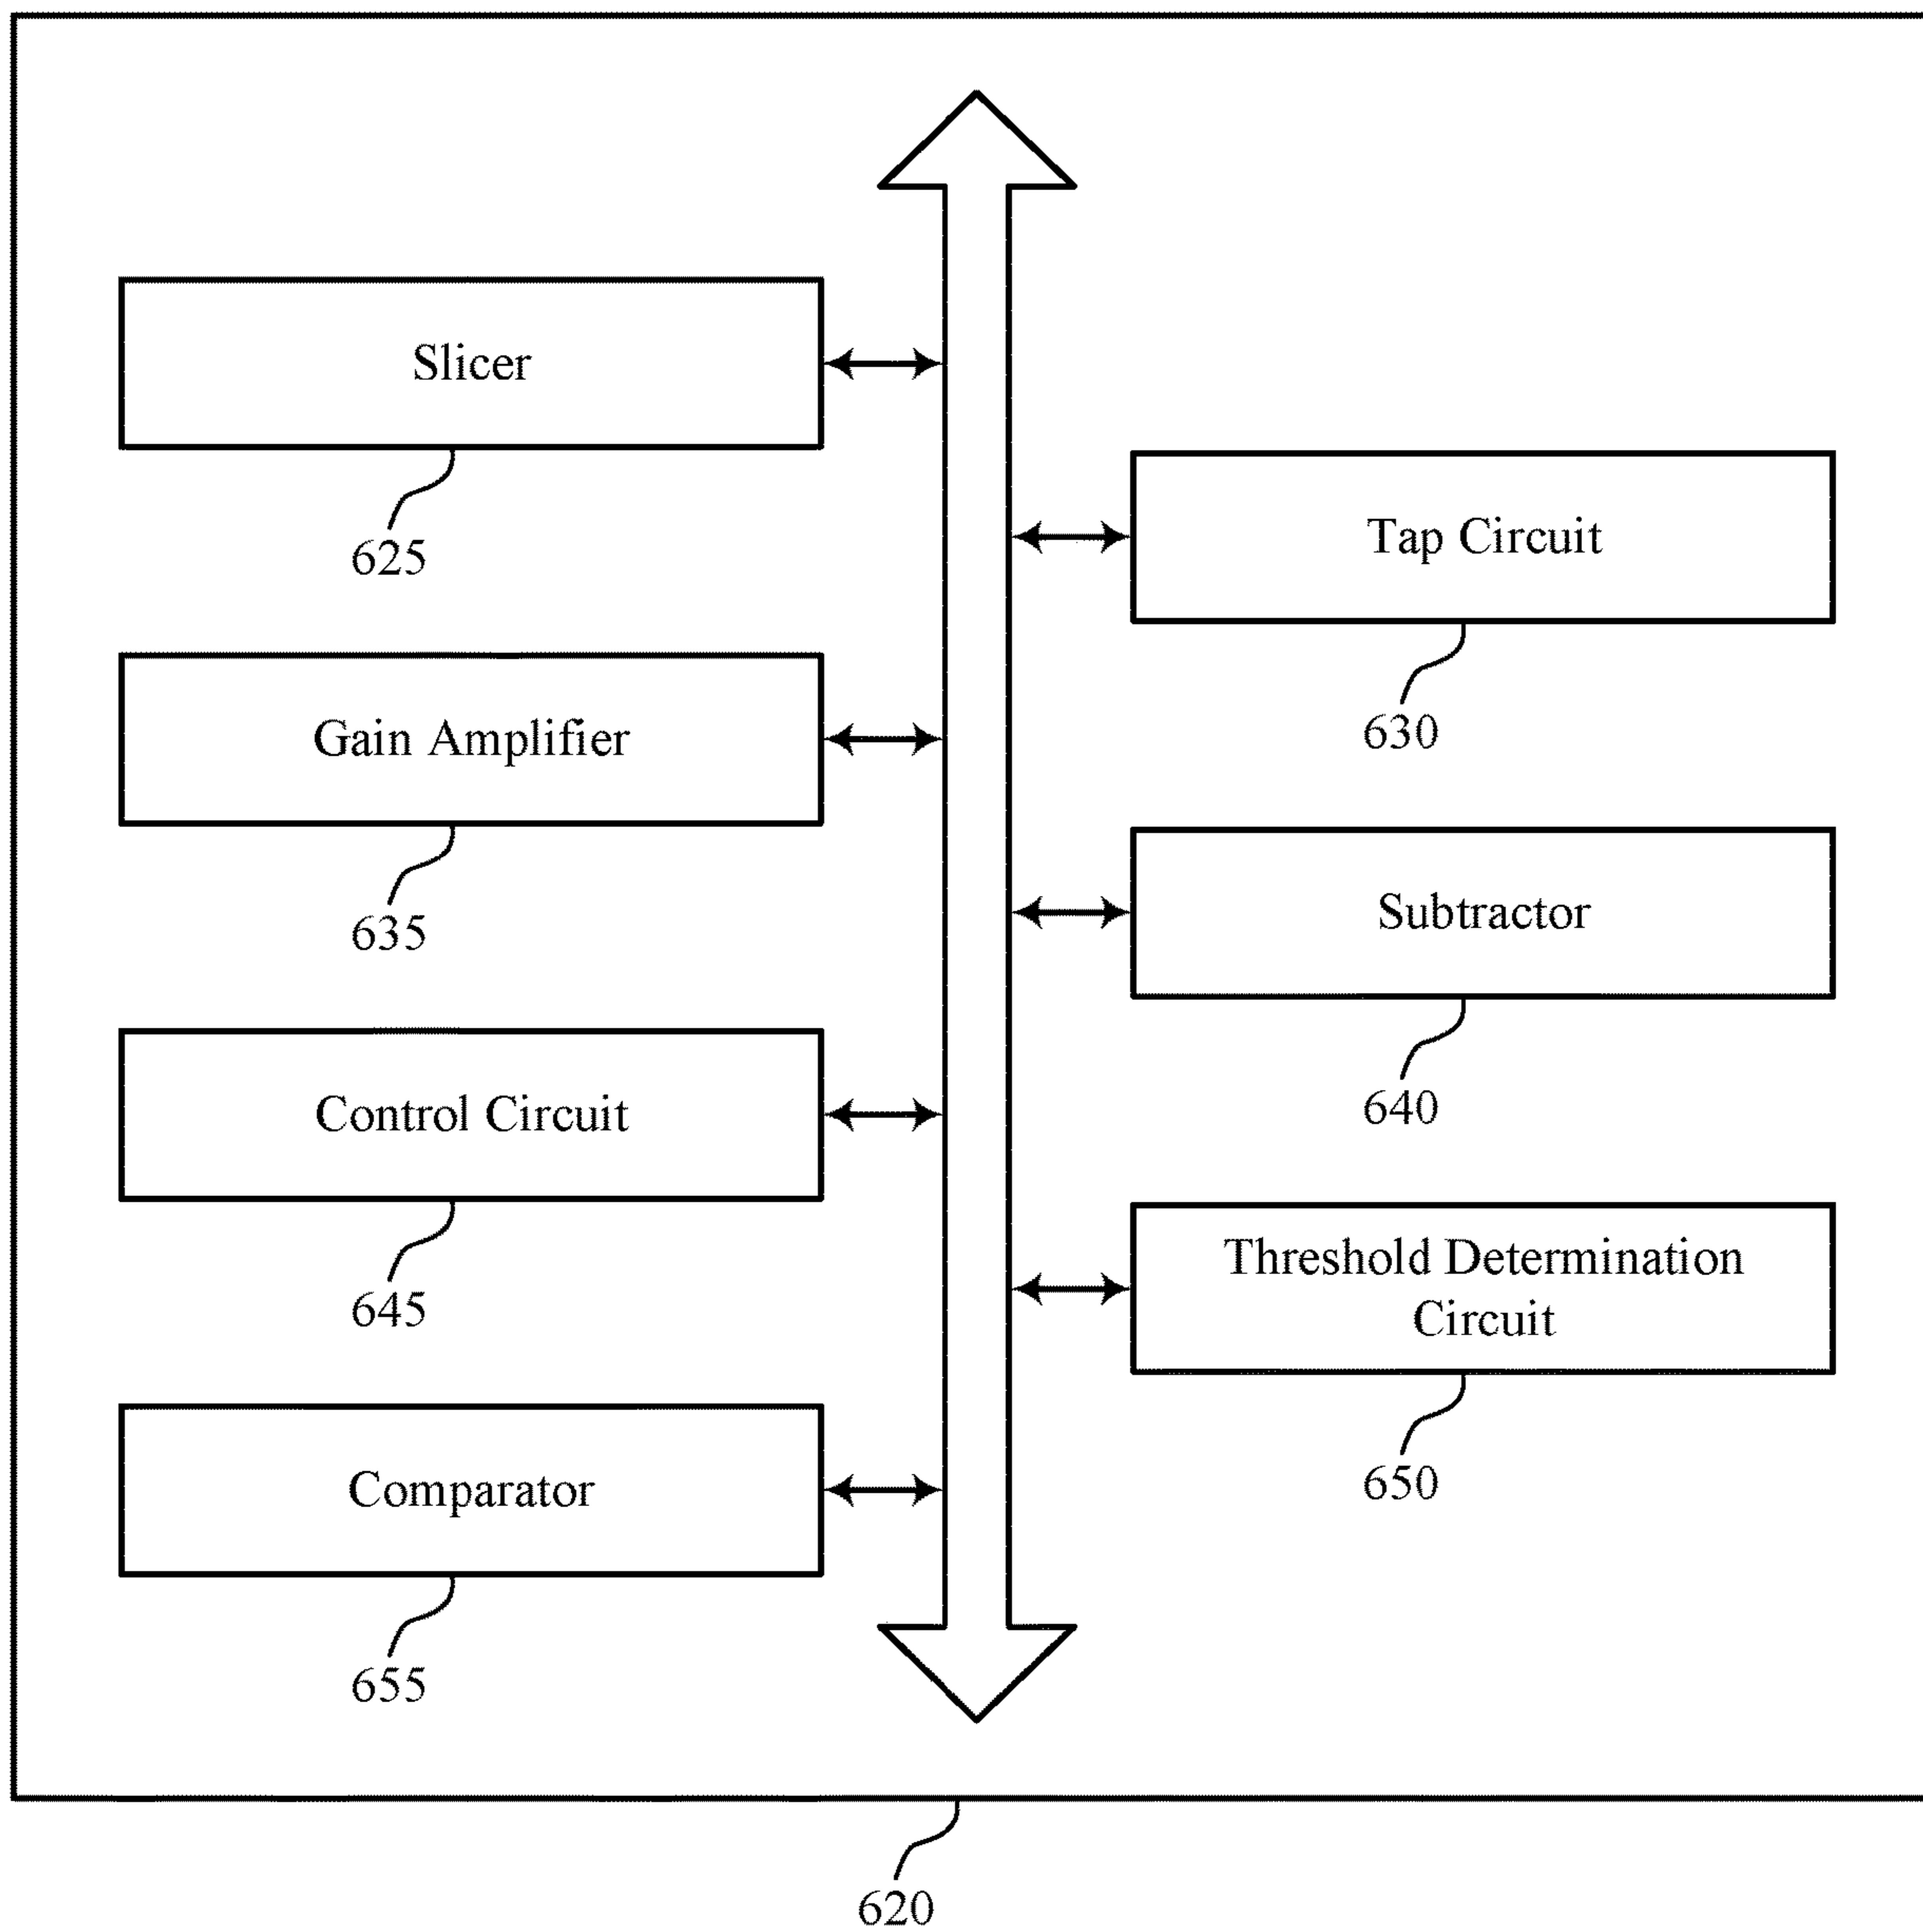 Slicer
625
Tap Circuit
630
Gain Amplifier
635
Subtractor
640
Control Circuit
645
Threshold Determination
Circuit
650
Comparator
655
620